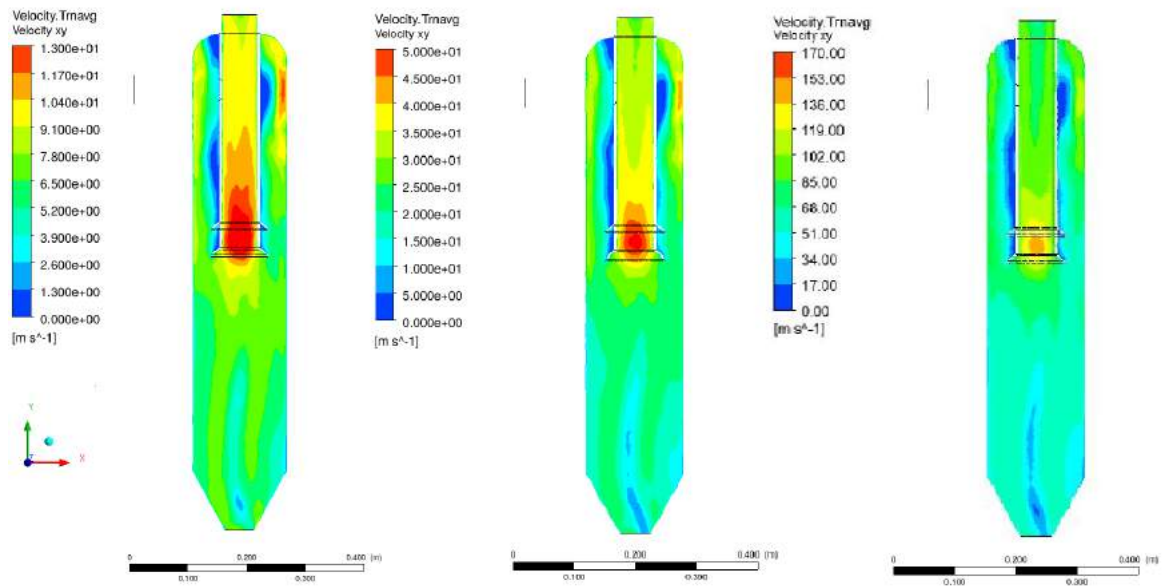 Velocity.Trnavg
Velocity xy
1.300e+01
1.170e+01
1.040e+01
9.100e+00
7.800e+00
6.500e+00
5.200e+00
3.900e+00
2.600e+00
1.300e+00
0.000e+00
[m s^-1]
Y
Z
X
0
0.200
0.400 (m)
0.100
0.300
Velocity.Trnavg
Velocity xy
5.000e+01
4.500e+01
4.000e+01
3.500e+01
3.000e+01
2.500e+01
2.000e+01
1.500e+01
1.000e+01
5.000e+00
0.000e+00
[m s^-1]
0
0.200
0.400 (m)
0.100
0.300
Velocity.Trnavg
Velocity xy
170.00
153.00
136.00
119.00
102.00
85.00
68.00
51.00
34.00
17.00
0.00
[m s^-1]
0
0.200
0.400 (m)
0.100
0.300